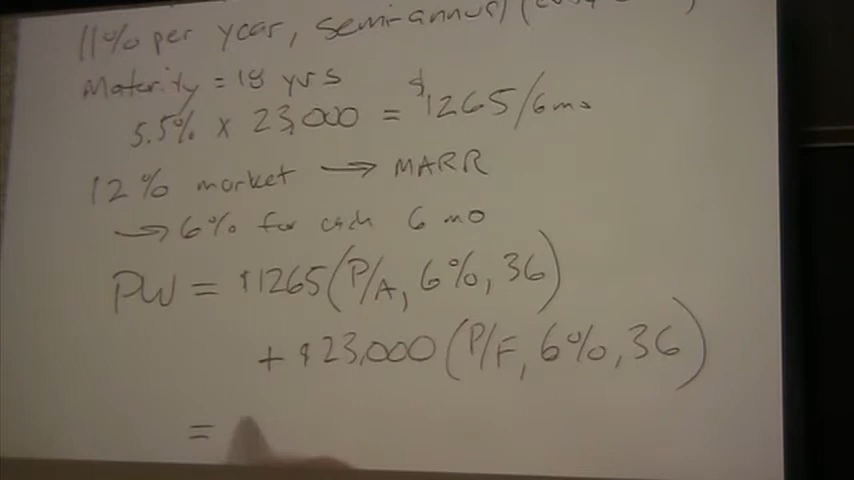 11% per year, semi-annual (
Maturity = 18 yrs
5.5% x 23,000 = $1265/6mo
12% market → MARR
→ 6% for each 6 mo
PW = $1265(P/A, 6%, 36)
+ $23,000 (P/F, 6%, 36)
=